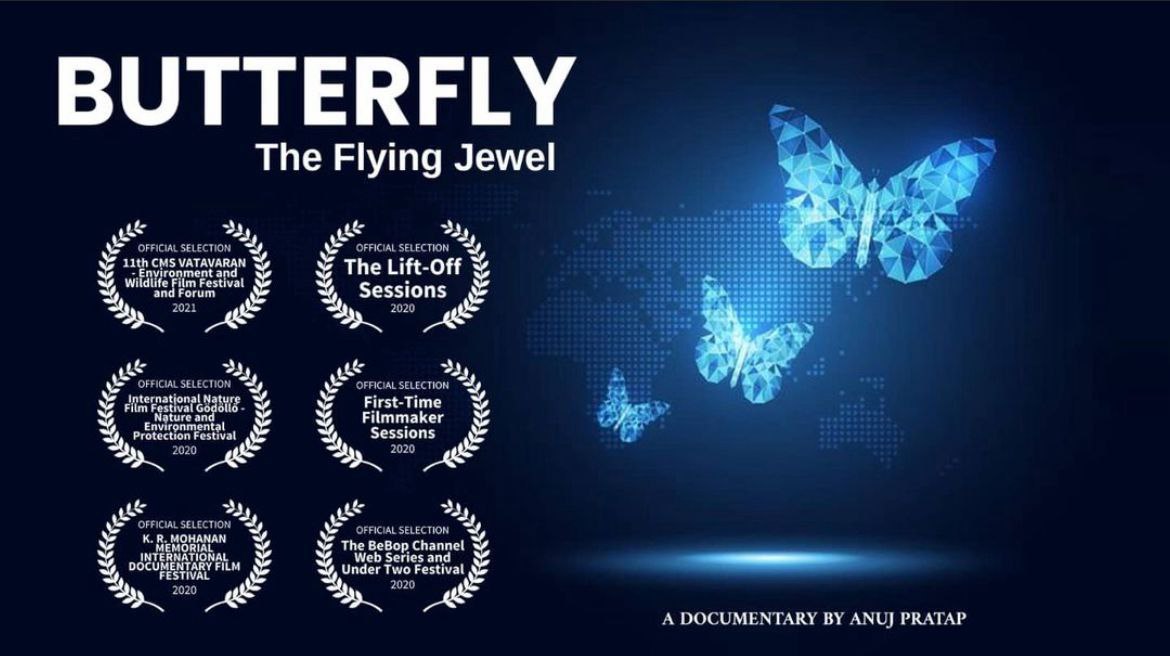 BUTTERFLY
The Flying Jewel
OFFICIAL SELECTION
11th CMS VATAVARAN
- Environment and
Wildlife Film Festival
and Forum
2021
OFFICIAL SELECTION
The Lift-Off
Sessions
2020
OFFICIAL SELECTION
International Nature
Film Festival Gödöllő -
Nature and
Environmental
Protection Festival
2020
OFFICIAL SELECTION
First-Time
Filmmaker
Sessions
2020
OFFICIAL SELECTION
K. R. MOHANAN
MEMORIAL
INTERNATIONAL
DOCUMENTARY FILM
FESTIVAL
2020
OFFICIAL SELECTION
The BeBop Channel
Web Series and
Under Two Festival
2020
A DOCUMENTARY BY ANUJ PRATAP